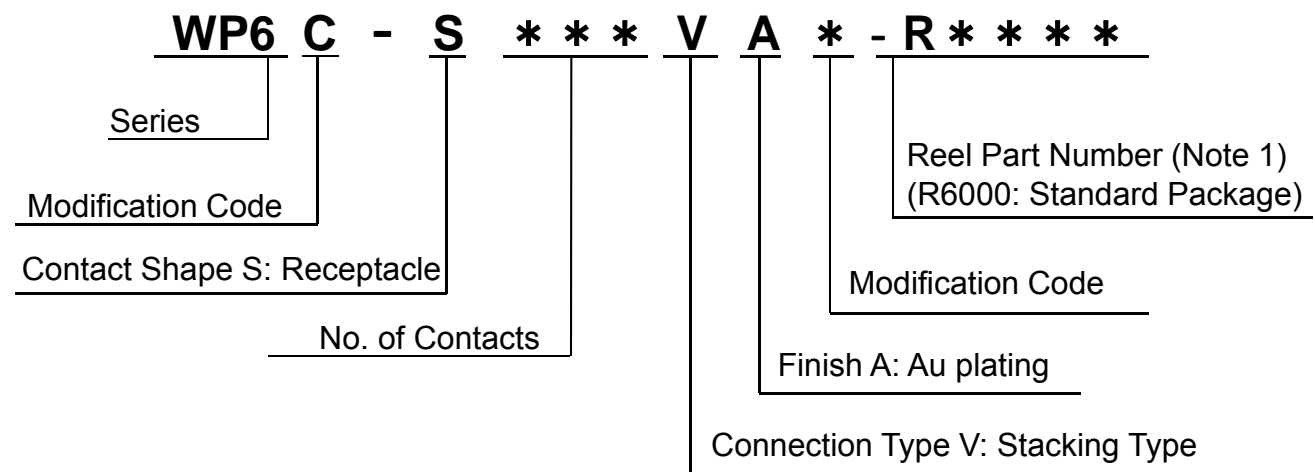 WP6 C - S *** V A * - R****
Series
Reel Part Number (Note 1)
(R6000: Standard Package)
Modification Code
Contact Shape S: Receptacle
Modification Code
No. of Contacts
Finish A: Au plating
Connection Type V: Stacking Type